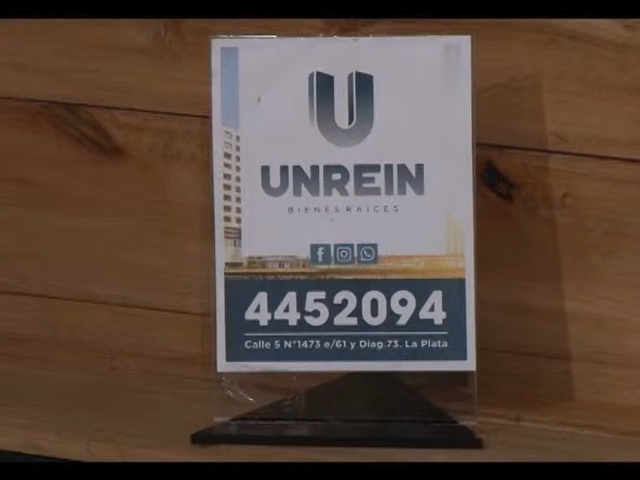 U
UNREIN
BIENES RAICES
4452094
Calle 5 N°1473 e/61 y Diag.73. La Plata